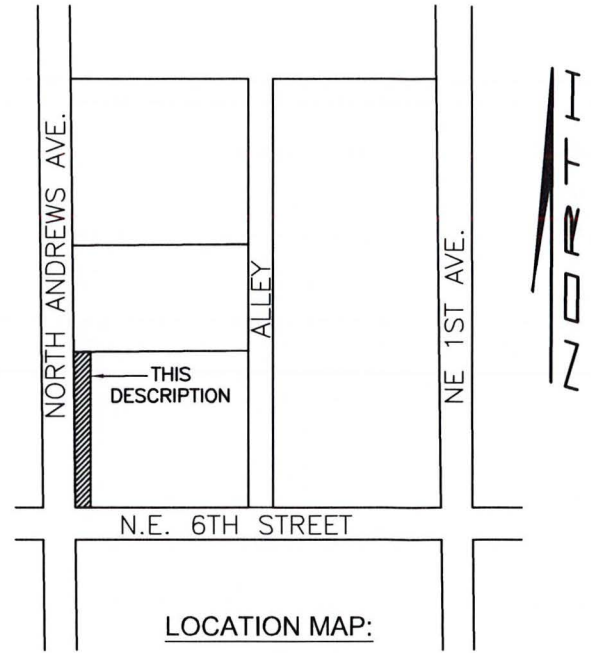 NORTH ANDREWS AVE.
ALLEY
NE 1ST AVE.
NORTH
THIS
DESCRIPTION
N.E. 6TH STREET
LOCATION MAP: